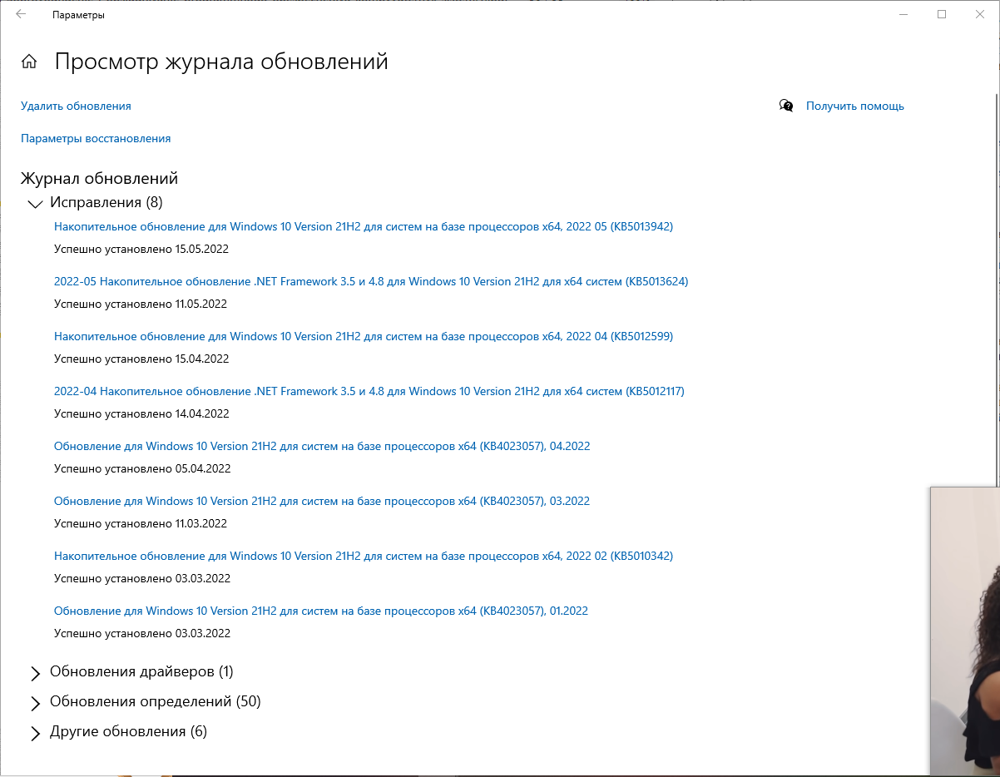 Параметры
Просмотр журнала обновлений
Удалить обновления
Получить помощь
Параметры восстановления
Журнал обновлений
Исправления (8)
Накопительное обновление для Windows 10 Version 21H2 для систем на базе процессоров x64, 2022 05 (KB5013942)
Успешно установлено 15.05.2022
2022-05 Накопительное обновление .NET Framework 3.5 и 4.8 для Windows 10 Version 21H2 для x64 систем (KB5013624)
Успешно установлено 11.05.2022
Накопительное обновление для Windows 10 Version 21H2 для систем на базе процессоров x64, 2022 04 (KB5012599)
Успешно установлено 15.04.2022
2022-04 Накопительное обновление .NET Framework 3.5 и 4.8 для Windows 10 Version 21H2 для x64 систем (KB5012117)
Успешно установлено 14.04.2022
Обновление для Windows 10 Version 21H2 для систем на базе процессоров x64 (KB4023057), 04.2022
Успешно установлено 05.04.2022
Обновление для Windows 10 Version 21H2 для систем на базе процессоров x64 (KB4023057), 03.2022
Успешно установлено 11.03.2022
Накопительное обновление для Windows 10 Version 21H2 для систем на базе процессоров x64, 2022 02 (KB5010342)
Успешно установлено 03.03.2022
Обновление для Windows 10 Version 21H2 для систем на базе процессоров x64 (KB4023057), 01.2022
Успешно установлено 03.03.2022
Обновления драйверов (1)
Обновления определений (50)
Другие обновления (6)